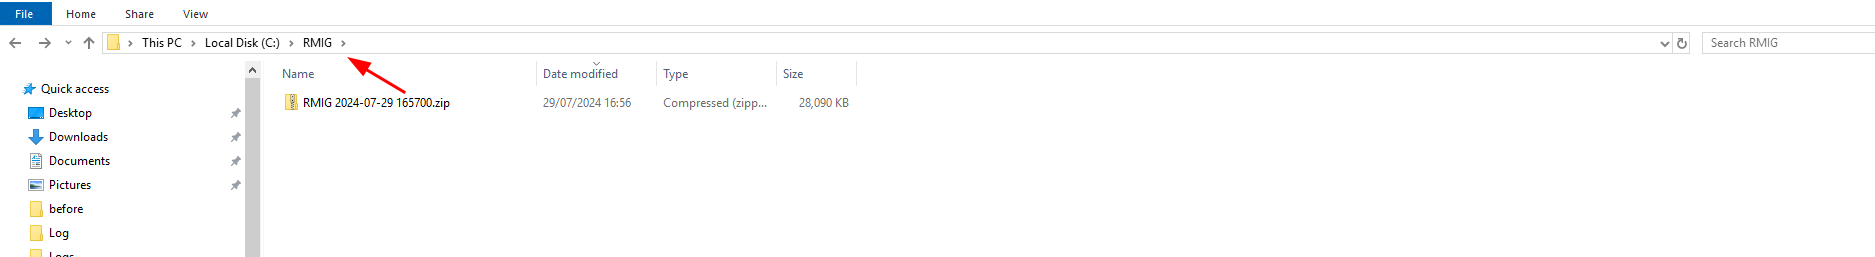 File Home Share View
This PC Local Disk (C:) RMIG Search RMIG
Name Date modified Type Size
Quick access
RMIG 2024-07-29 165700.zip 29/07/2024 16:56 Compressed (zipp... 28,090 KB
Desktop
Downloads
Documents
Pictures
before
Log
Logs